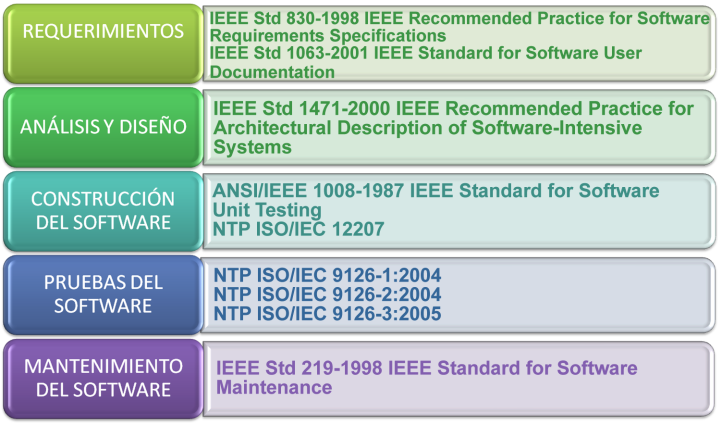 REQUERIMIENTOS
IEEE Std 830-1998 IEEE Recommended Practice for Software
Requirements Specifications
IEEE Std 1063-2001 IEEE Standard for Software User
Documentation
ANÁLISIS Y DISEÑO
IEEE Std 1471-2000 IEEE Recommended Practice for
Architectural Description of Software-Intensive
Systems
CONSTRUCCIÓN
DEL SOFTWARE
ANSI/IEEE 1008-1987 IEEE Standard for Software
Unit Testing
NTP ISO/IEC 12207
PRUEBAS DEL
SOFTWARE
NTP ISO/IEC 9126-1:2004
NTP ISO/IEC 9126-2:2004
NTP ISO/IEC 9126-3:2005
MANTENIMIENTO
DEL SOFTWARE
IEEE Std 219-1998 IEEE Standard for Software
Maintenance